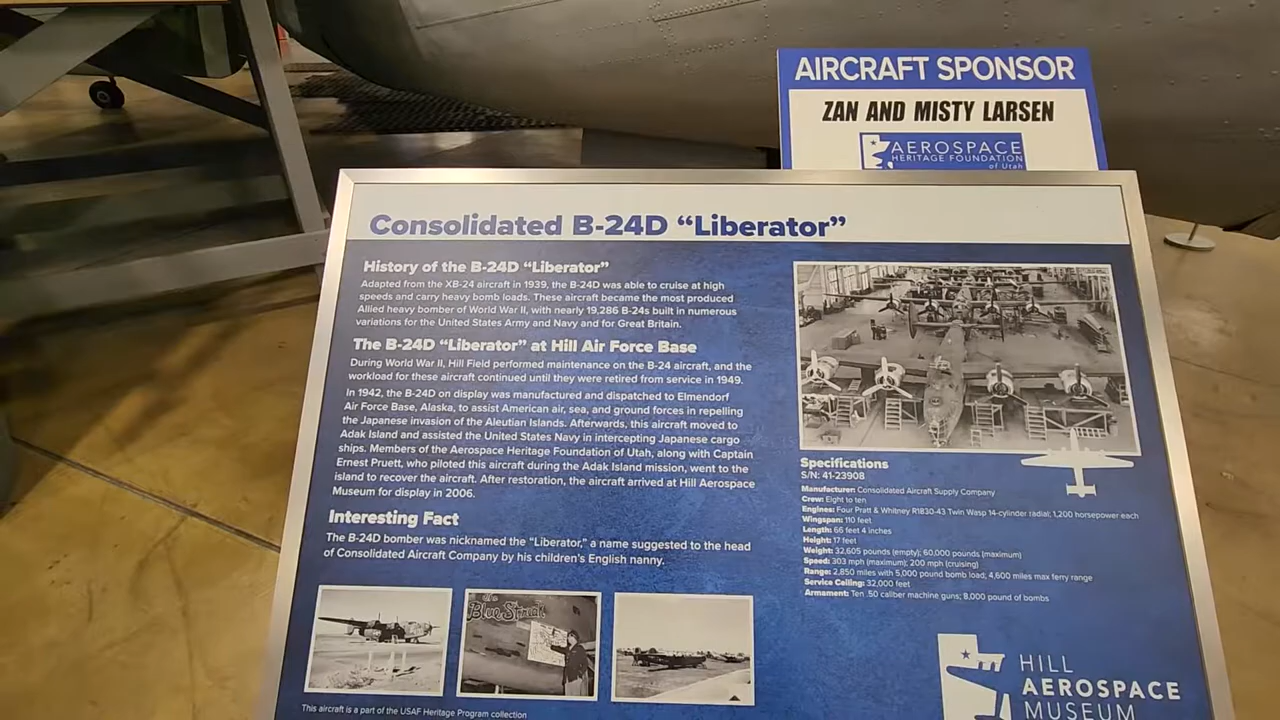 AIRCRAFT SPONSOR
ZAN AND MISTY LARSEN
AEROSPACE
HERITAGE FOUNDATION
of Utah
Consolidated B-24D “Liberator”
History of the B-24D “Liberator”
Adapted from the XB-24 aircraft in 1939, the B-24D was able to cruise at high
speeds and carry heavy bomb loads. These aircraft became the most produced
Allied heavy bomber of World War II, with nearly 19,286 B-24s built in numerous
variations for the United States Army and Navy and for Great Britain.
The B-24D “Liberator” at Hill Air Force Base
During World War II, Hill Field performed maintenance on the B-24 aircraft, and the
workload for these aircraft continued until they were retired from service in 1949.
In 1942, the B-24D on display was manufactured and dispatched to Elmendorf
Air Force Base, Alaska, to assist American air, sea, and ground forces in repelling
the Japanese invasion of the Aleutian Islands. Afterwards, this aircraft moved to
Adak Island and assisted the United States Navy in intercepting Japanese cargo
ships. Members of the Aerospace Heritage Foundation of Utah, along with Captain
Ernest Pruett, who piloted this aircraft during the Adak Island mission, went to the
island to recover the aircraft. After restoration, the aircraft arrived at Hill Aerospace
Museum for display in 2006.
Interesting Fact
The B-24D bomber was nicknamed the “Liberator,” a name suggested to the head
of Consolidated Aircraft Company by his children’s English nanny.
the
Blue Streak
This aircraft is a part of the USAF Heritage Program collection
Specifications
S/N: 41-23908
Manufacturer: Consolidated Aircraft Supply Company
Crew: Eight to ten
Engines: Four Pratt & Whitney R1830-43 Twin Wasp 14-cylinder radial; 1,200 horsepower each
Wingspan: 110 feet
Length: 66 feet 4 inches
Height: 17 feet
Weight: 32,605 pounds (empty); 60,000 pounds (maximum)
Speed: 303 mph (maximum); 200 mph (cruising)
Range: 2,850 miles with 5,000 pound bomb load; 4,600 miles max ferry range
Service Ceiling: 32,000 feet
Armament: Ten .50 caliber machine guns; 8,000 pound of bombs
HILL
AEROSPACE
MUSEUM